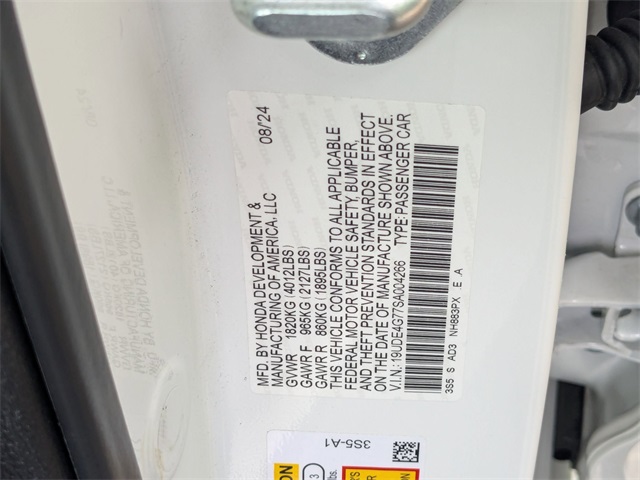 MFD. BY HONDA DEVELOPMENT &
MANUFACTURING OF AMERICA, LLC 08/'24
GVWR 1820KG (4012LBS)
GAWR F 965KG (2127LBS)
GAWR R 860KG (1895LBS)
THIS VEHICLE CONFORMS TO ALL APPLICABLE
FEDERAL MOTOR VEHICLE SAFETY, BUMPER,
AND THEFT PREVENTION STANDARDS IN EFFECT
ON THE DATE OF MANUFACTURE SHOWN ABOVE.
V.I.N.: 19UDE4G77SA004266 TYPE: PASSENGER CAR
3S5 S AD3 NH883PX .E .A
3S5-A1